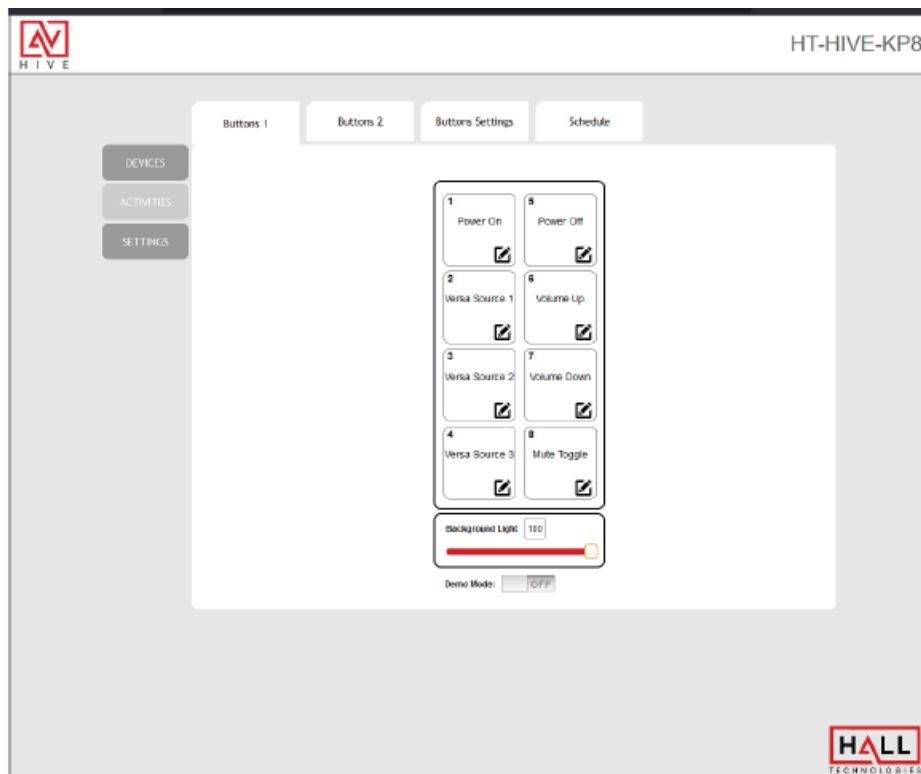 AV
HIVE
HT-HIVE-KP8
Buttons 1
Buttons 2
Buttons Settings
Schedule
DEVICES
ACTIVITIES
SETTINGS
1
Power On
5
Power Off
2
Versa Source 1
6
Volume Up
3
Versa Source 2
7
Volume Down
4
Versa Source 3
8
Mute Toggle
Background Light 100
Demo Mode: OFF
HALL
TECHNOLOGIES